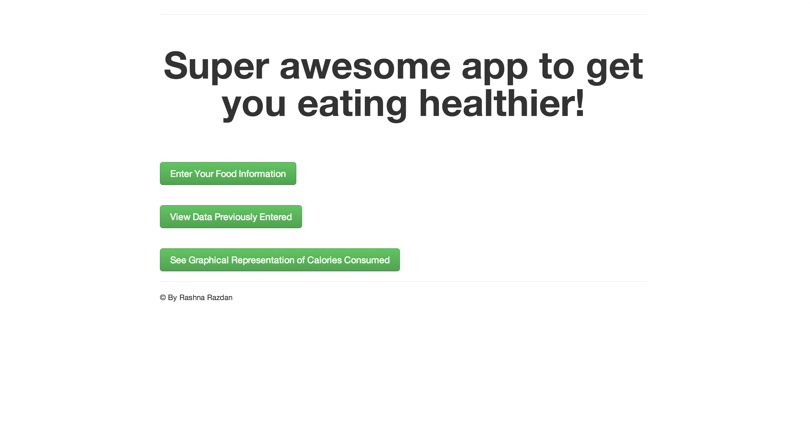 Super awesome app to get
you eating healthier!
Enter Your Food Information
View Data Previously Entered
See Graphical Representation of Calories Consumed
© By Rashna Razdan